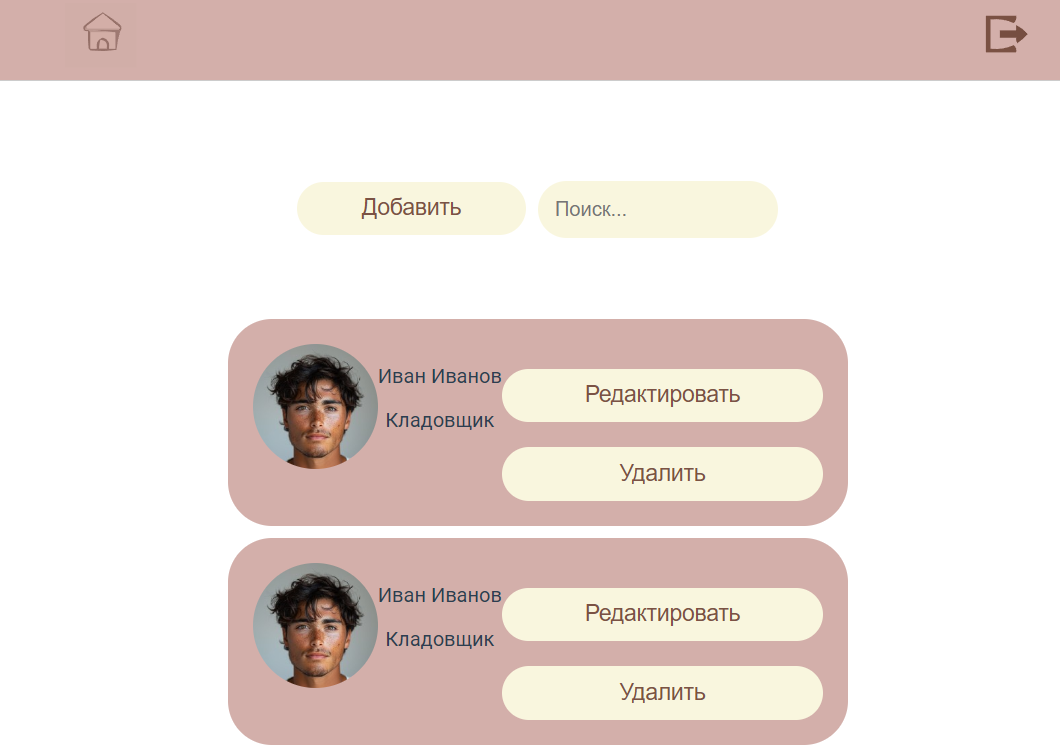 Добавить
Поиск...
Иван Иванов
Кладовщик
Редактировать
Удалить
Иван Иванов
Кладовщик
Редактировать
Удалить